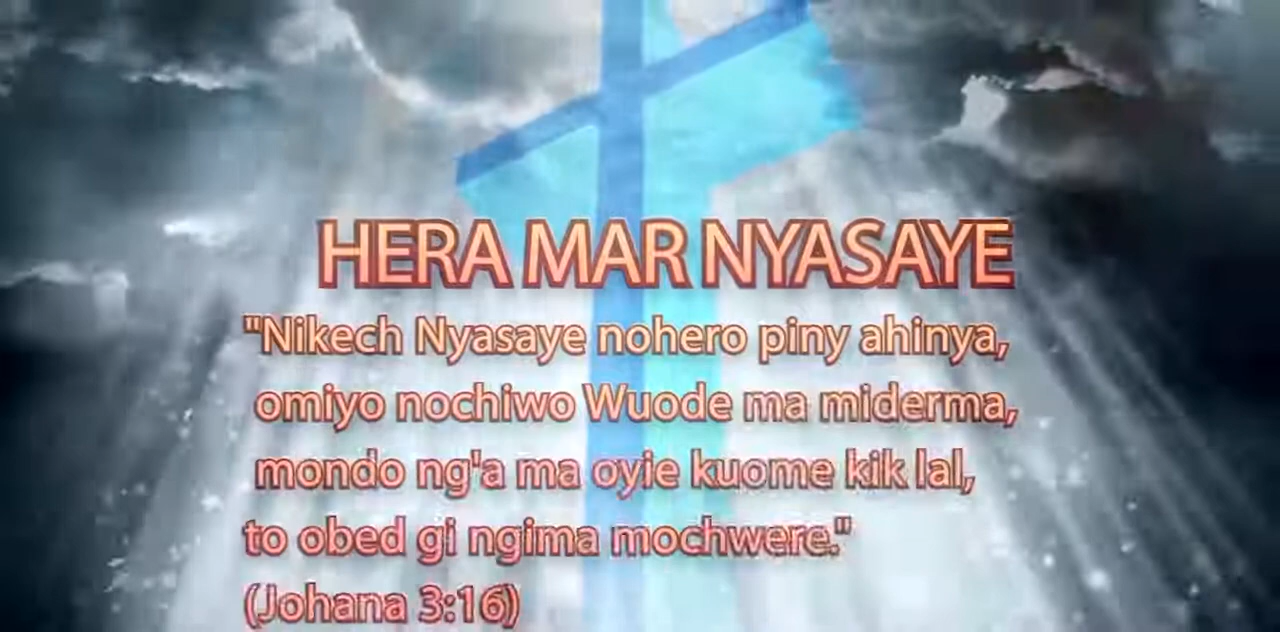 HERA MAR NYASAYE
"Nikech Nyasaye nohero piny ahinya,
omiyo nochiwo Wuode ma miderma,
mondo ng'a ma oyie kuome kik lal,
to obed gi ngima mochwere."
(Johana 3:16)